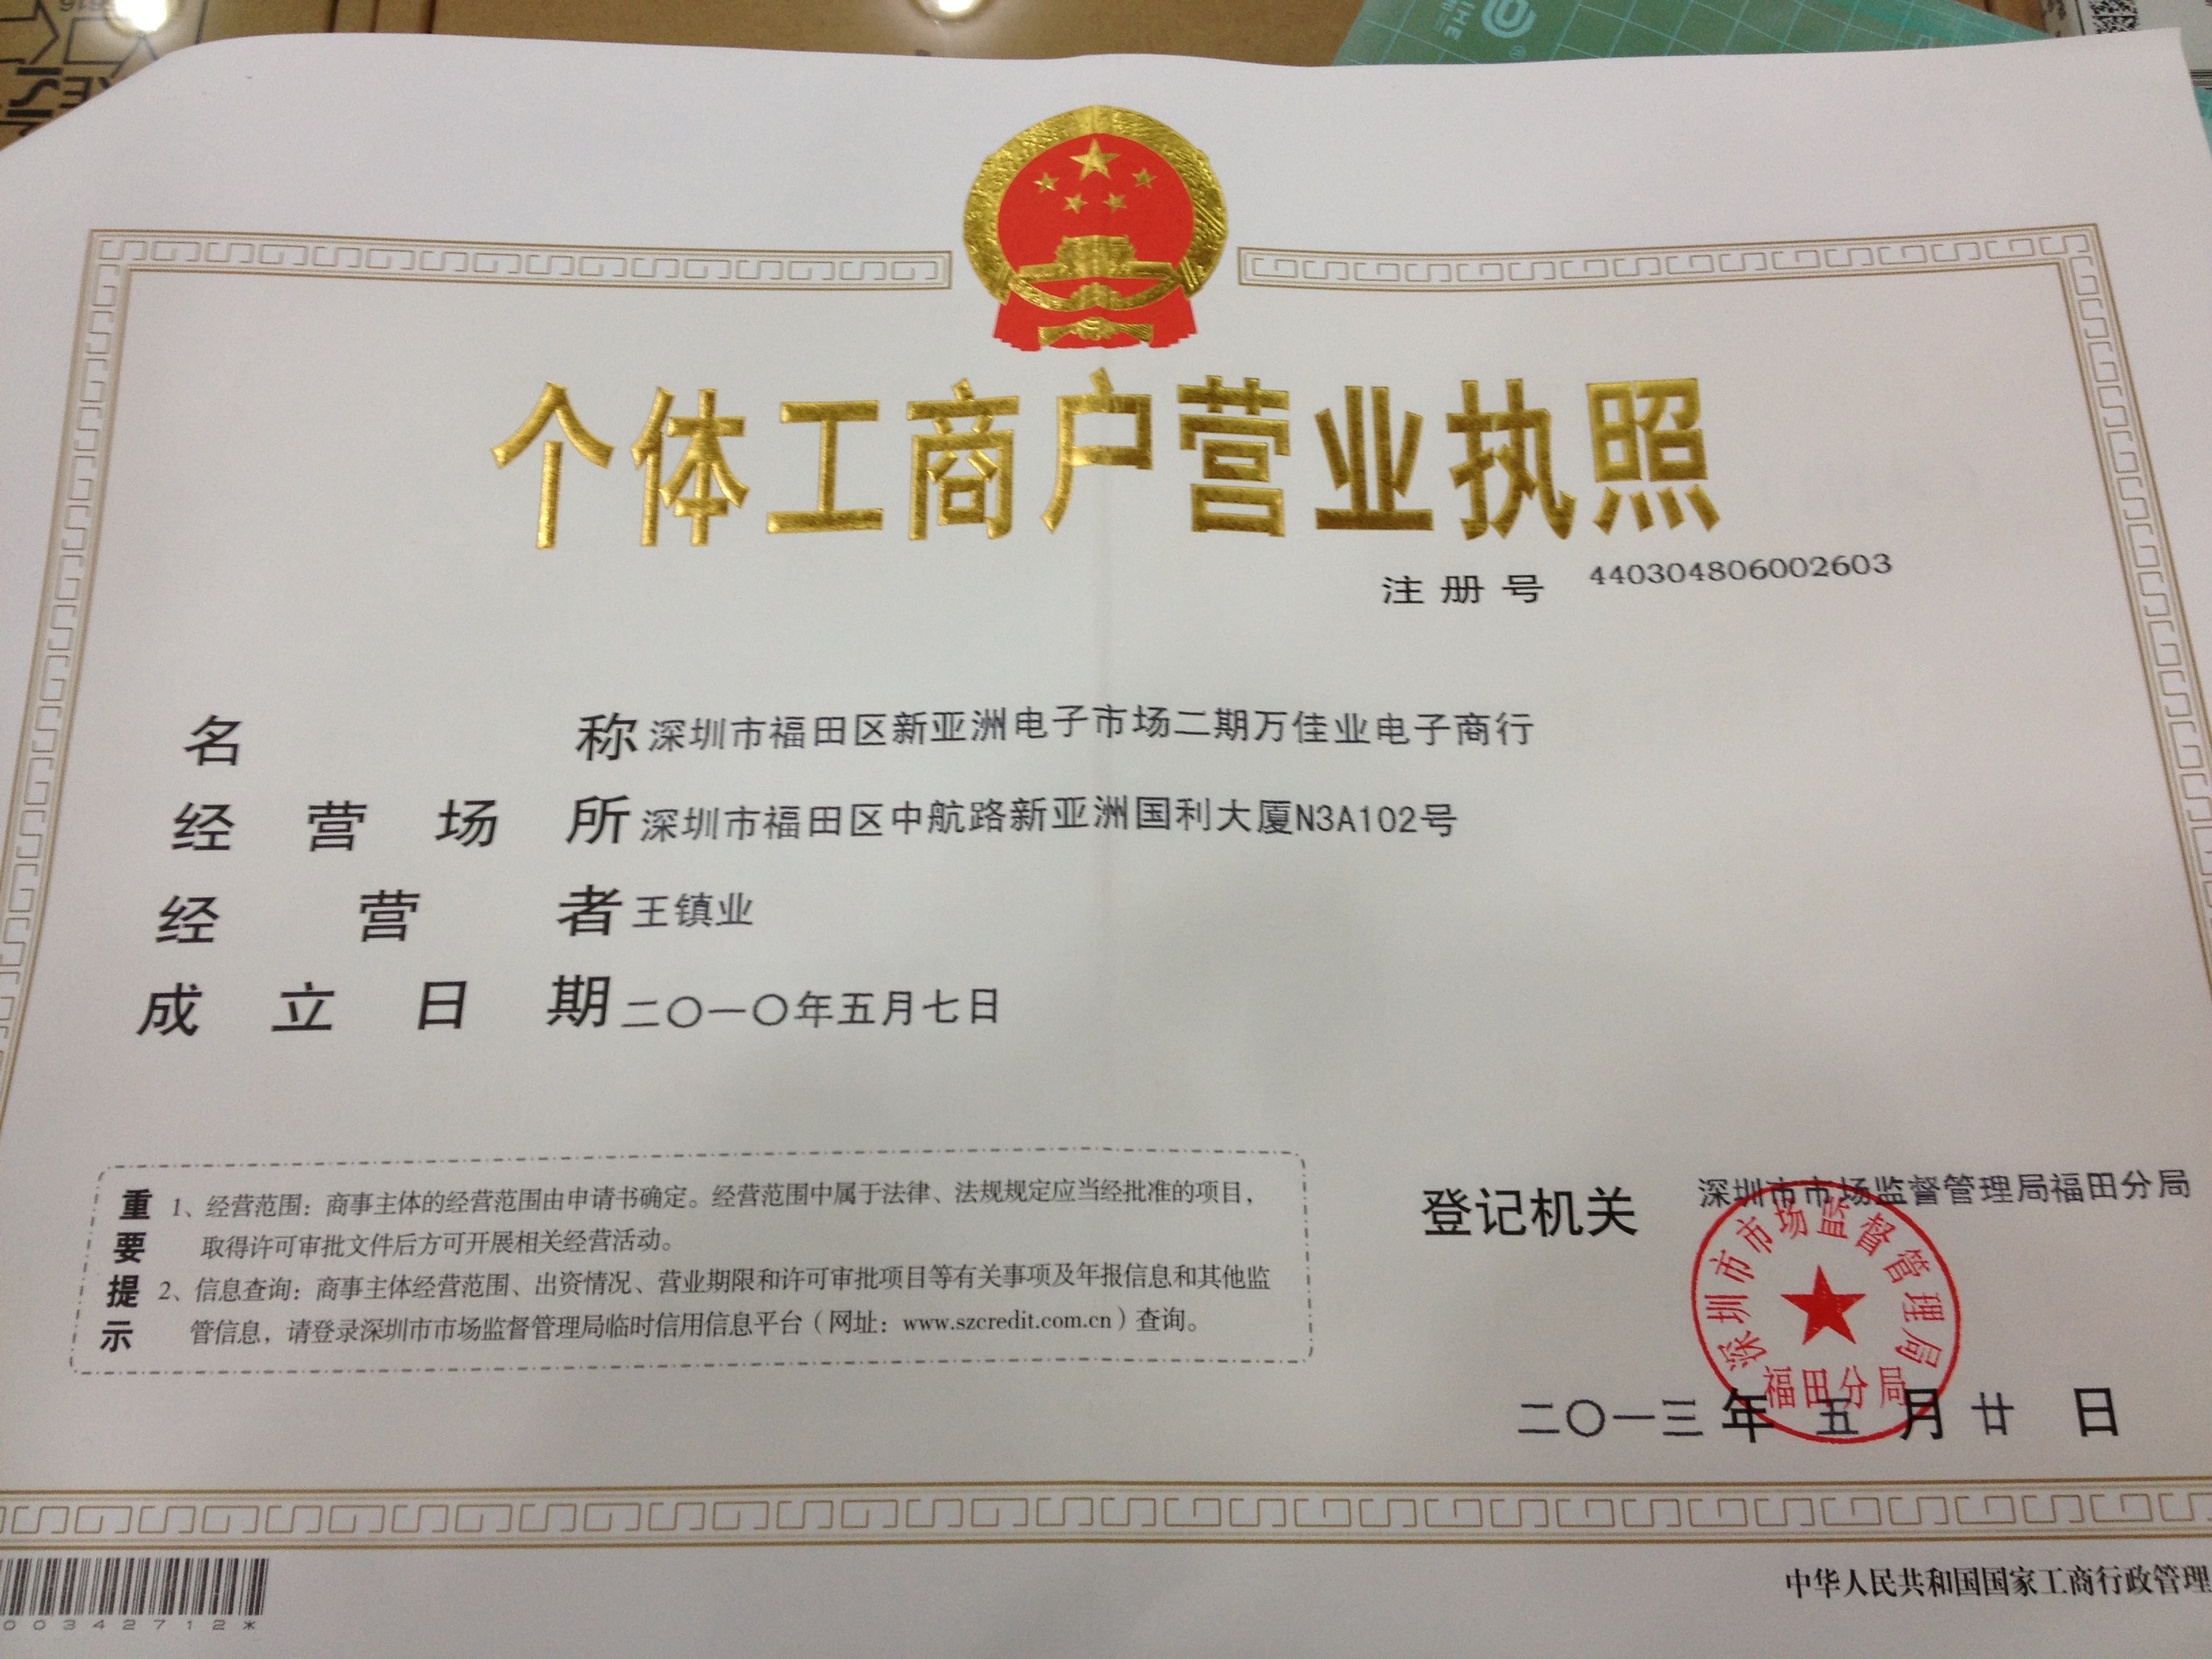 个体工商户营业执照
注册号 440304806002603
名称 深圳市福田区新亚洲电子市场二期万佳业电子商行
经营场所 深圳市福田区中航路新亚洲国利大厦N3A102号
经营者 王镇业
成立日期 二〇一〇年五月七日
重要提示
1、经营范围：商事主体的经营范围由申请书确定。经营范围中属于法律、法规规定应当经批准的项目，
取得许可审批文件后方可开展相关经营活动。
2、信息查询：商事主体经营范围、出资情况、营业期限和许可审批项目等有关事项及年报信息和其他监
管信息，请登录深圳市市场监督管理局临时信用信息平台（网址：www.szcredit.com.cn）查询。
登记机关 深圳市市场监督管理局福田分局
深圳市市场监督管理局
福田分局
二〇一三年五月廿日
00342712*
中华人民共和国国家工商行政管理